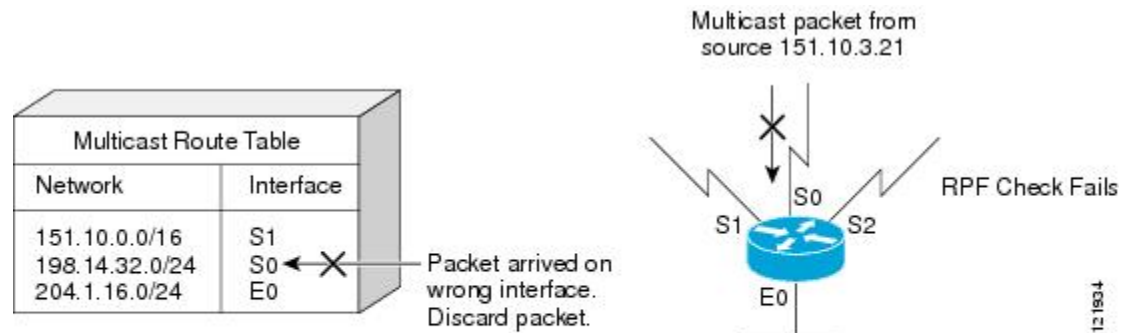 Multicast packet from
source 151.10.3.21
Multicast Route Table
Network Interface
151.10.0.0/16 S1
198.14.32.0/24 S0
204.1.16.0/24 E0
Packet arrived on
wrong interface.
Discard packet.
RPF Check Fails
S0
S1
S2
E0
121934